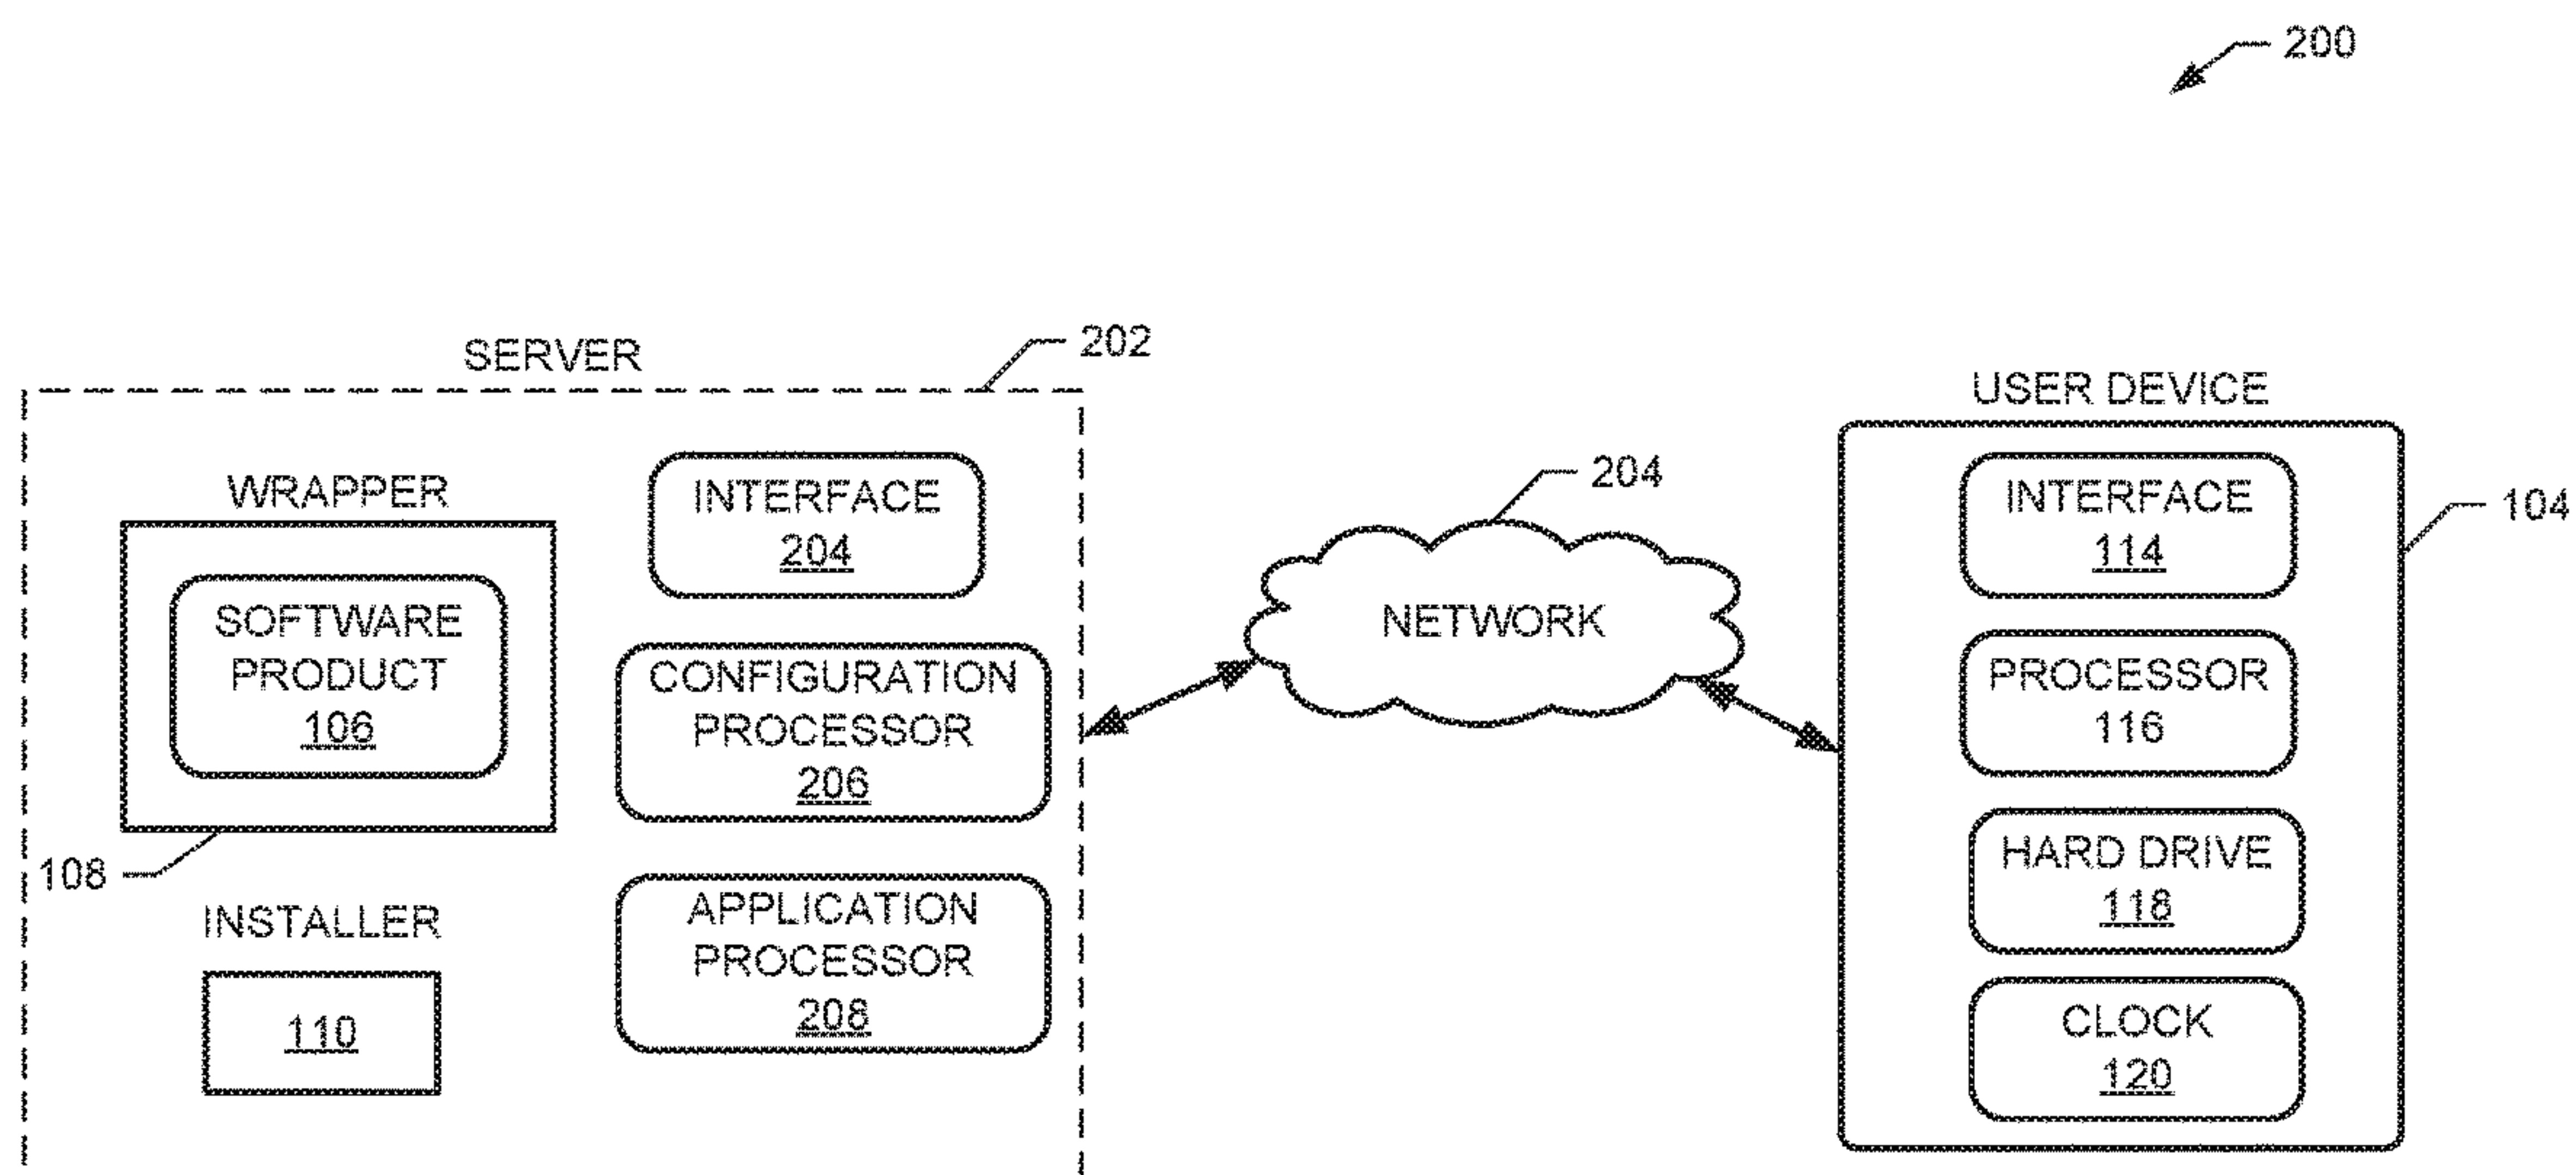 200
SERVER
202
WRAPPER
SOFTWARE
PRODUCT
106
108
INSTALLER
110
INTERFACE
204
CONFIGURATION
PROCESSOR
206
APPLICATION
PROCESSOR
208
204
NETWORK
USER DEVICE
104
INTERFACE
114
PROCESSOR
116
HARD DRIVE
118
CLOCK
120